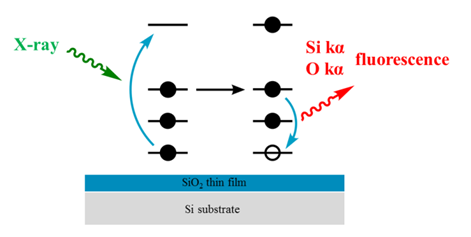 X-ray
Si kα
O kα
fluorescence
SiO₂ thin film
Si substrate